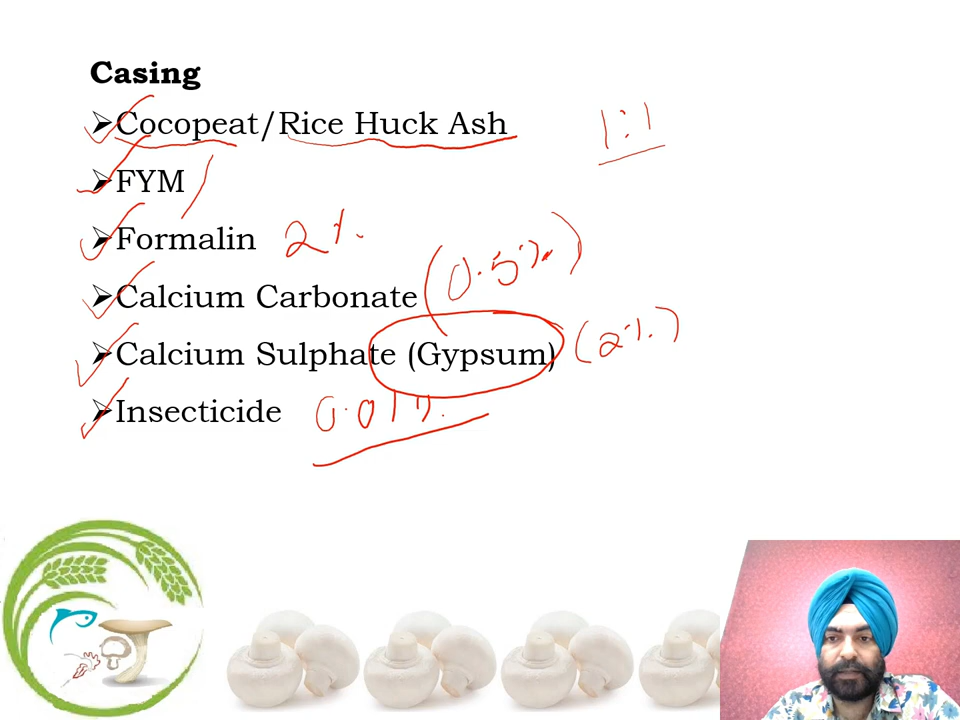 Casing
➢Cocopeat/Rice Huck Ash 1:1
➢FYM
➢Formalin 2%
➢Calcium Carbonate (0.5%)
➢Calcium Sulphate (Gypsum) (2%)
➢Insecticide 0.01%